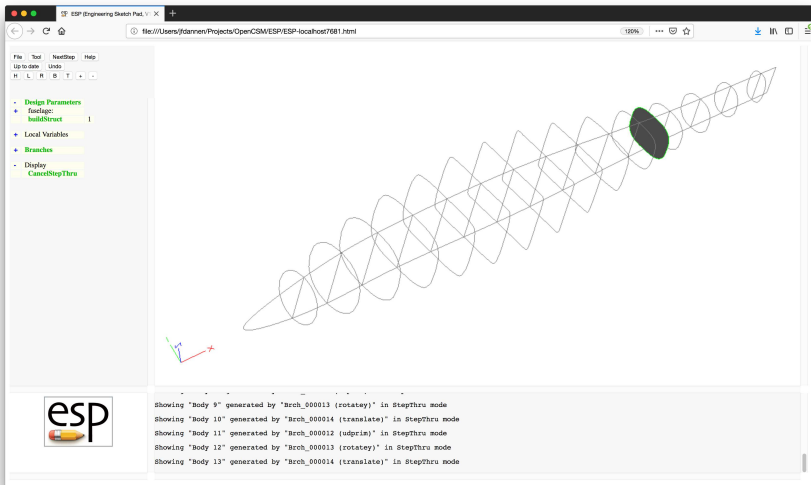 ESP (Engineering Sketch Pad, V1
file:///Users/jfdannen/Projects/OpenCSM/ESP/ESP-localhost7681.html
120%
File Tool NextStep Help
Up to date Undo
H L R B T + -
- Design Parameters
+ fuselage:
buildStruct 1
+ Local Variables
+ Branches
- Display
CancelStepThru
X
esp
Showing "Body 9" generated by "Brch_000013 (rotatey)" in StepThru mode
Showing "Body 10" generated by "Brch_000014 (translate)" in StepThru mode
Showing "Body 11" generated by "Brch_000012 (udprim)" in StepThru mode
Showing "Body 12" generated by "Brch_000013 (rotatey)" in StepThru mode
Showing "Body 13" generated by "Brch_000014 (translate)" in StepThru mode